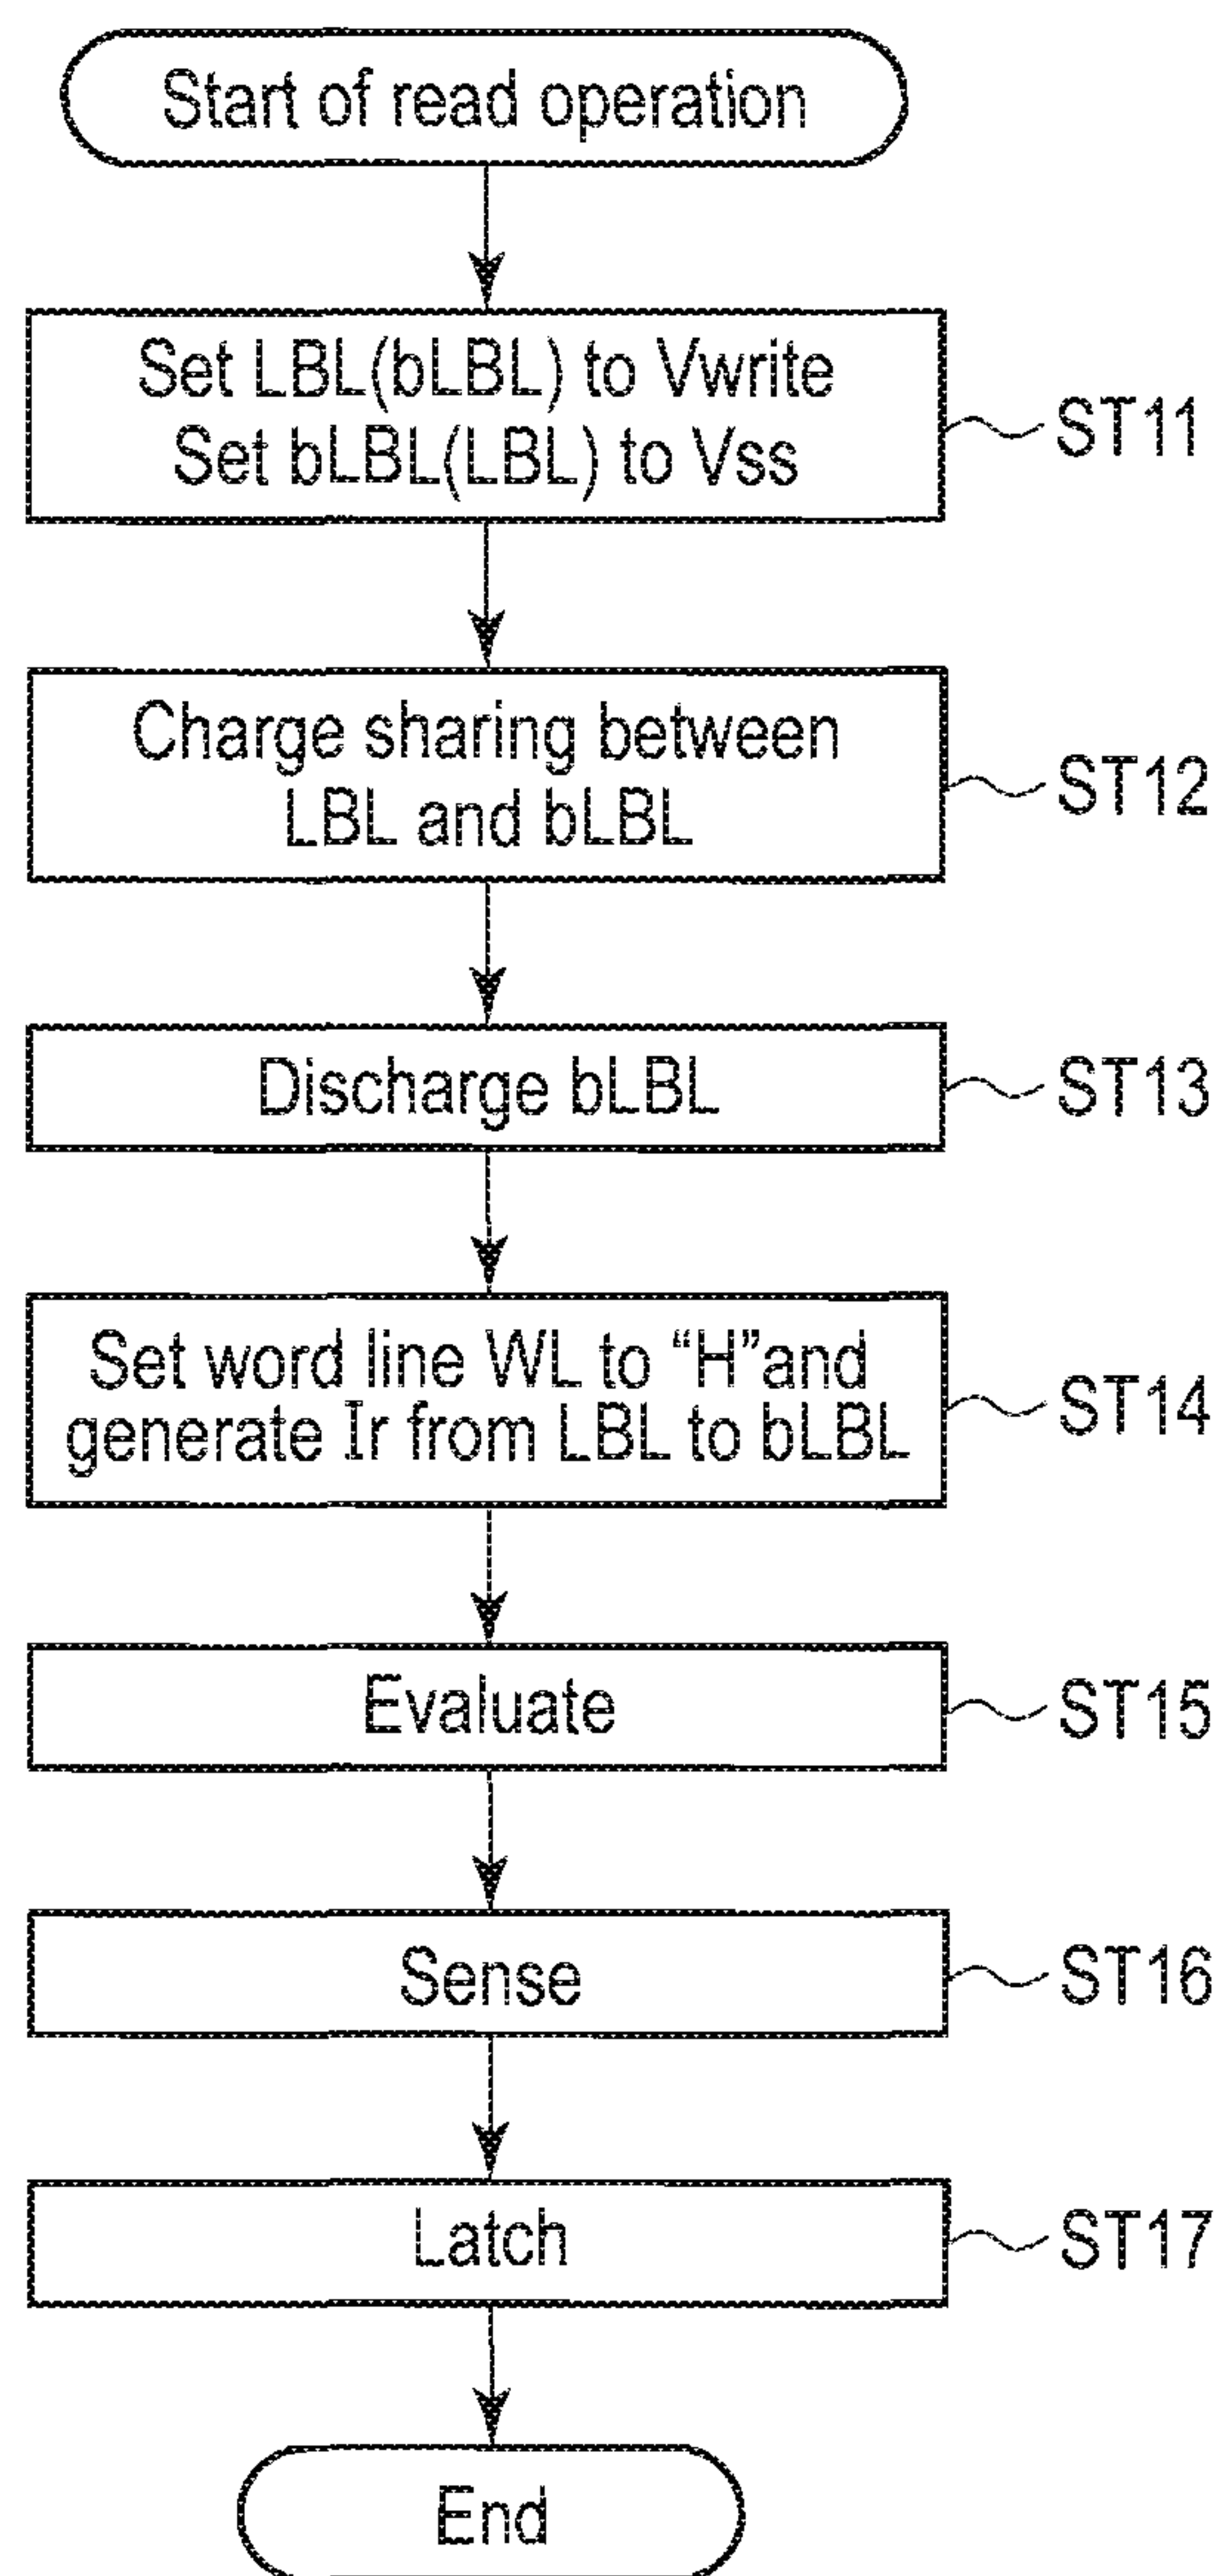 Start of read operation
Set LBL(bLBL) to Vwrite
Set bLBL(LBL) to Vss
ST11
Charge sharing between
LBL and bLBL
ST12
Discharge bLBL
ST13
Set word line WL to “H”and
generate Ir from LBL to bLBL
ST14
Evaluate
ST15
Sense
ST16
Latch
ST17
End